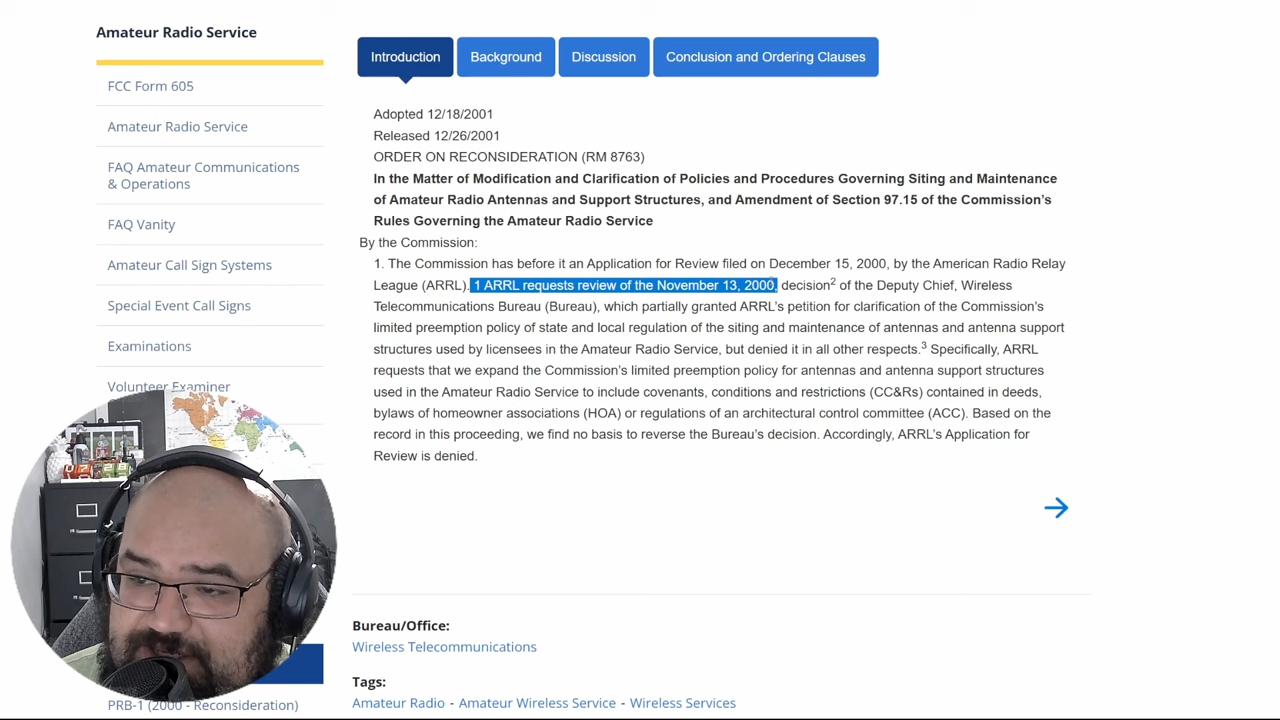 Amateur Radio Service
FCC Form 605
Amateur Radio Service
FAQ Amateur Communications
& Operations
FAQ Vanity
Amateur Call Sign Systems
Special Event Call Signs
Examinations
Volunteer Examiner
PRB-1 (2000 - Reconsideration)
Introduction
Background
Discussion
Conclusion and Ordering Clauses
Adopted 12/18/2001
Released 12/26/2001
ORDER ON RECONSIDERATION (RM 8763)
In the Matter of Modification and Clarification of Policies and Procedures Governing Siting and Maintenance
of Amateur Radio Antennas and Support Structures, and Amendment of Section 97.15 of the Commission's
Rules Governing the Amateur Radio Service
By the Commission:
1. The Commission has before it an Application for Review filed on December 15, 2000, by the American Radio Relay
League (ARRL). 1 ARRL requests review of the November 13, 2000, decision2 of the Deputy Chief, Wireless
Telecommunications Bureau (Bureau), which partially granted ARRL's petition for clarification of the Commission's
limited preemption policy of state and local regulation of the siting and maintenance of antennas and antenna support
structures used by licensees in the Amateur Radio Service, but denied it in all other respects.3 Specifically, ARRL
requests that we expand the Commission's limited preemption policy for antennas and antenna support structures
used in the Amateur Radio Service to include covenants, conditions and restrictions (CC&Rs) contained in deeds,
bylaws of homeowner associations (HOA) or regulations of an architectural control committee (ACC). Based on the
record in this proceeding, we find no basis to reverse the Bureau's decision. Accordingly, ARRL's Application for
Review is denied.
Bureau/Office:
Wireless Telecommunications
Tags:
Amateur Radio - Amateur Wireless Service - Wireless Services